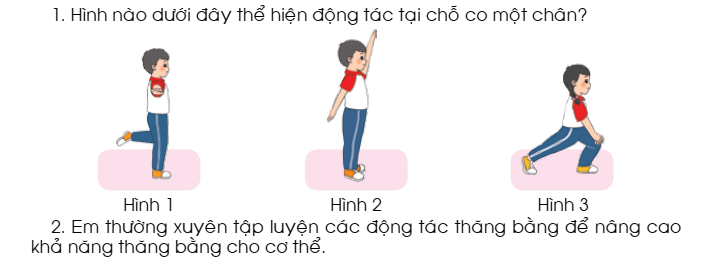 1. Hình nào dưới đây thể hiện động tác tại chỗ co một chân?
Hình 1 Hình 2 Hình 3
2. Em thường xuyên tập luyện các động tác thăng bằng để nâng cao
khả năng thăng bằng cho cơ thể.